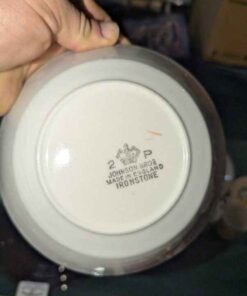 2 P
JOHNSON BROS
MADE IN ENGLAND
IRONSTONE